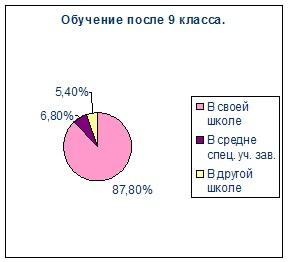 Обучение после 9 класса.
5,40%
6,80%
87,80%
В своей
школе
В средне
спец. уч. зав.
В другой
школе